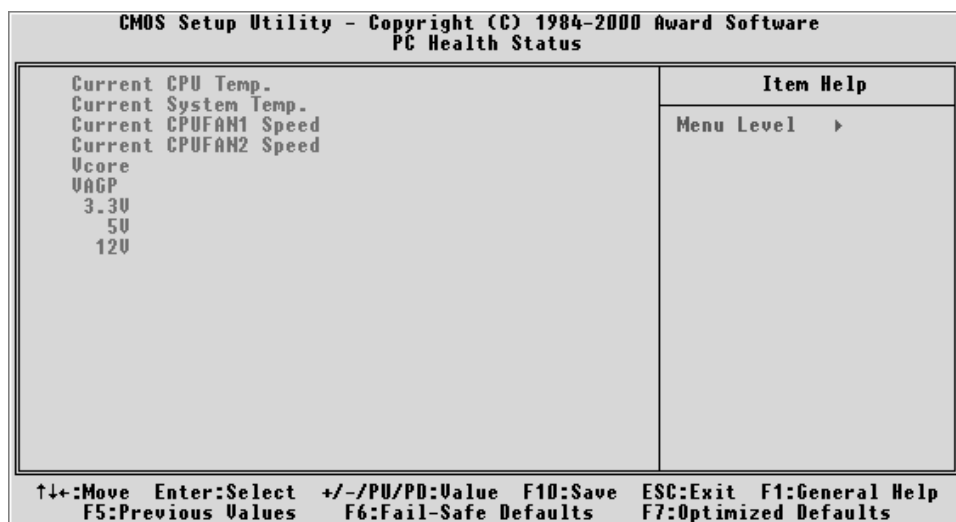 CMOS Setup Utility - Copyright (C) 1984-2000 Award Software
PC Health Status
Current CPU Temp.
Current System Temp.
Current CPUFAN1 Speed
Current CPUFAN2 Speed
Vcore
VAGP
3.3V
5V
12V
Item Help
Menu Level ▸
↑↓←:Move Enter:Select +/-/PU/PD:Value F10:Save ESC:Exit F1:General Help
F5:Previous Values F6:Fail-Safe Defaults F7:Optimized Defaults